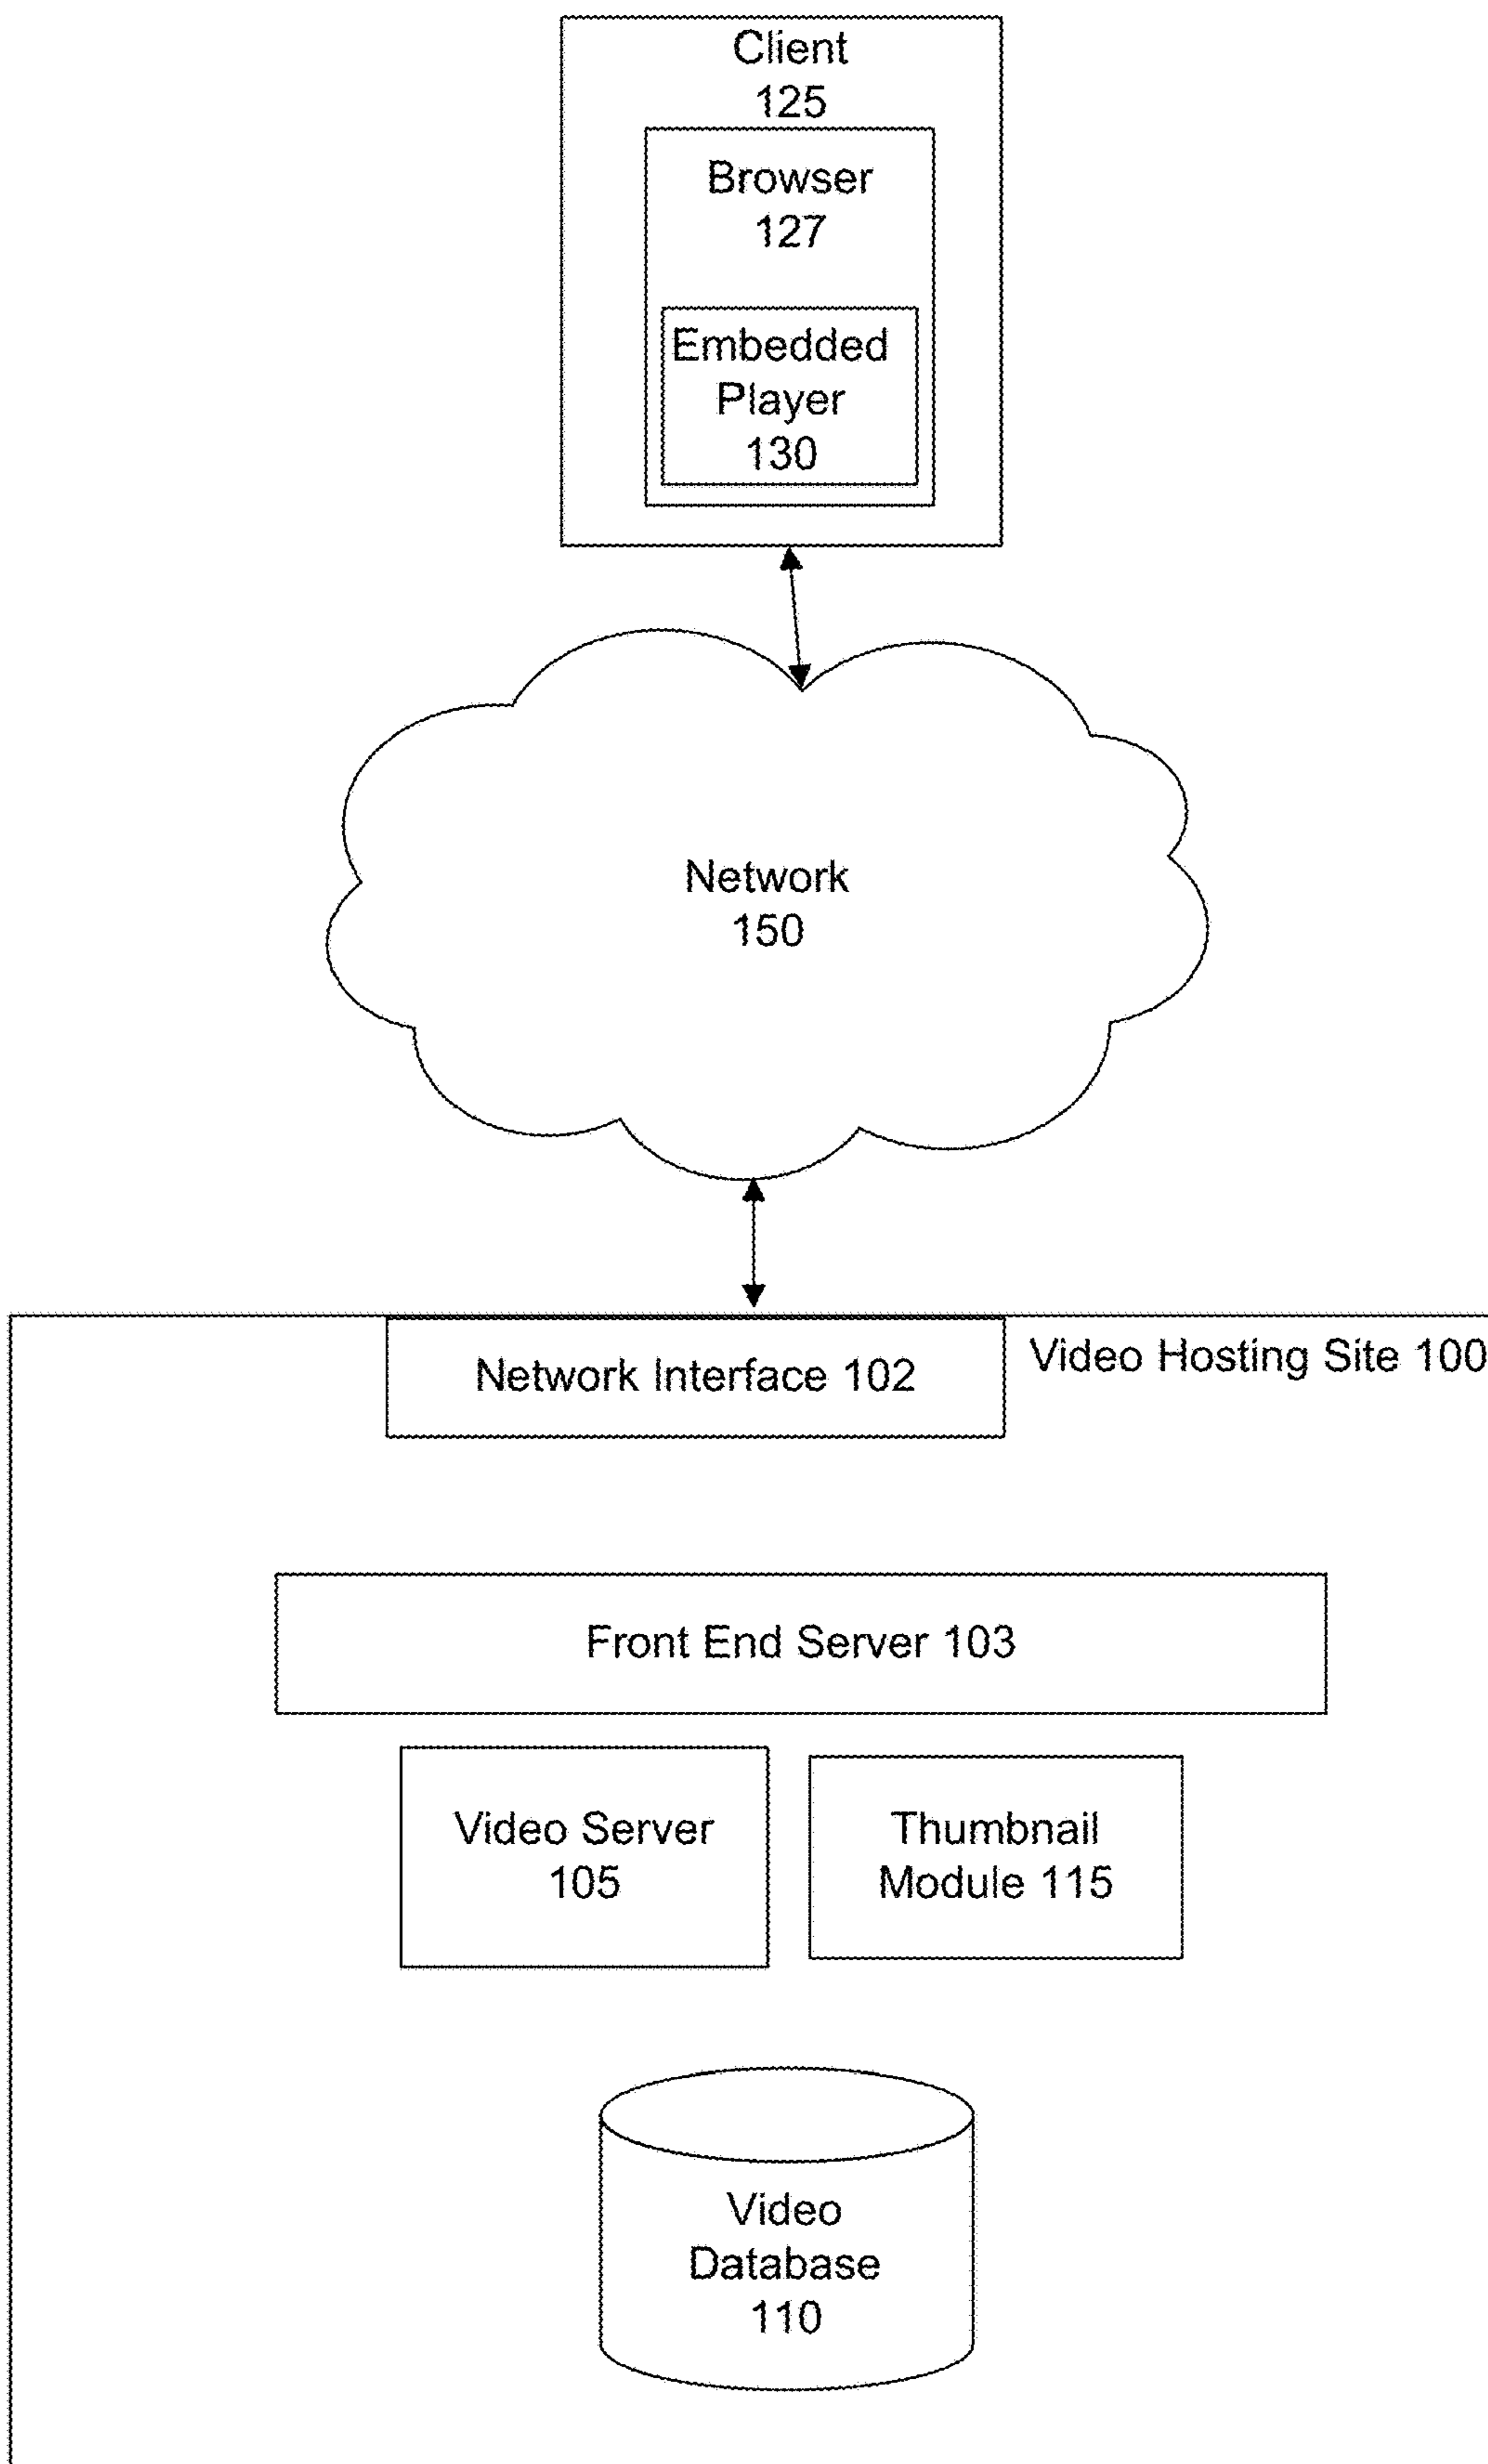 Client
125
Browser
127
Embedded
Player
130
Network
150
Network Interface 102
Video Hosting Site 100
Front End Server 103
Video Server
105
Thumbnail
Module 115
Video
Database
110